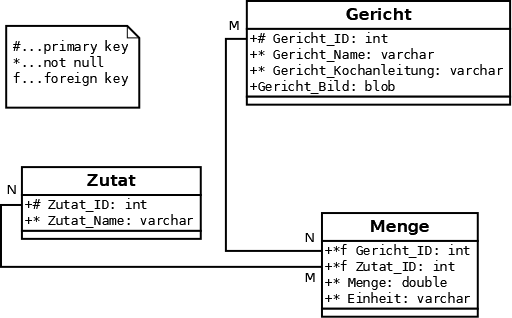 #...primary key
*...not null
f...foreign key
M
Gericht
+# Gericht_ID: int
+* Gericht_Name: varchar
+* Gericht_Kochanleitung: varchar
+Gericht_Bild: blob
N
Zutat
+# Zutat_ID: int
+* Zutat_Name: varchar
N
M
Menge
+*f Gericht_ID: int
+*f Zutat_ID: int
+* Menge: double
+* Einheit: varchar